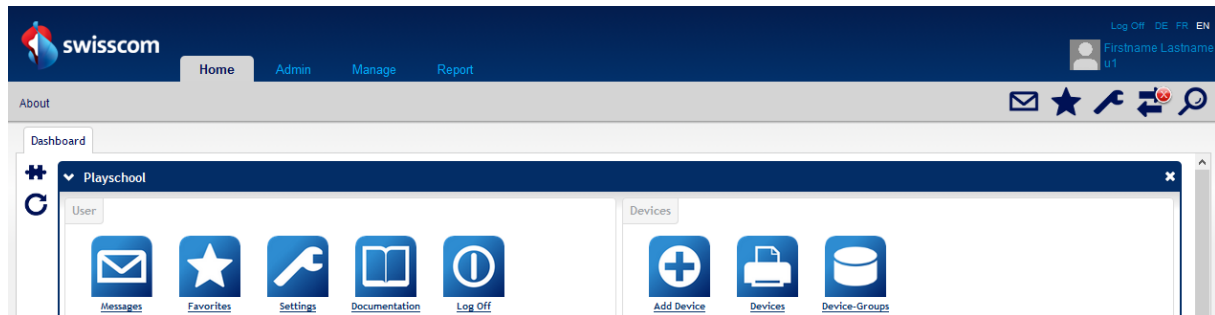 Log Off DE FR EN
swisscom
Firstname Lastname
u1
Home Admin Manage Report
About
Dashboard
Playschool
User
Devices
Messages Favorites Settings Documentation Log Off
Add Device Devices Device-Groups